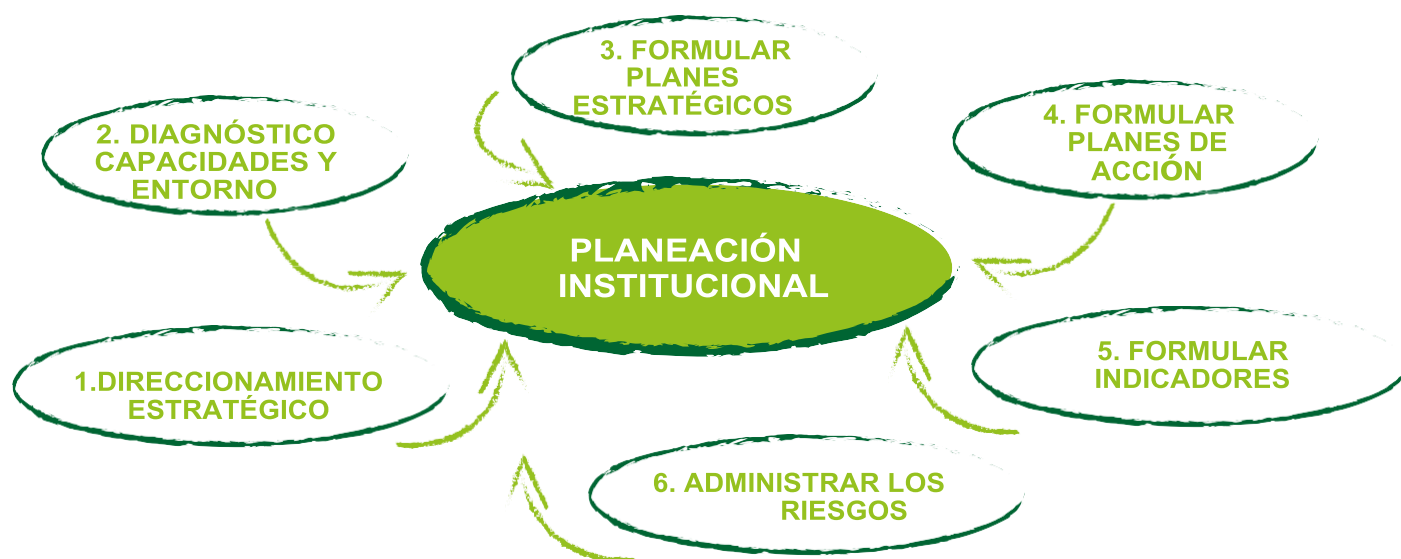 3. FORMULAR
PLANES
ESTRATÉGICOS
2. DIAGNÓSTICO
CAPACIDADES Y
ENTORNO
4. FORMULAR
PLANES DE
ACCIÓN
PLANEACIÓN
INSTITUCIONAL
1.DIRECCIONAMIENTO
ESTRATÉGICO
5. FORMULAR
INDICADORES
6. ADMINISTRAR LOS
RIESGOS